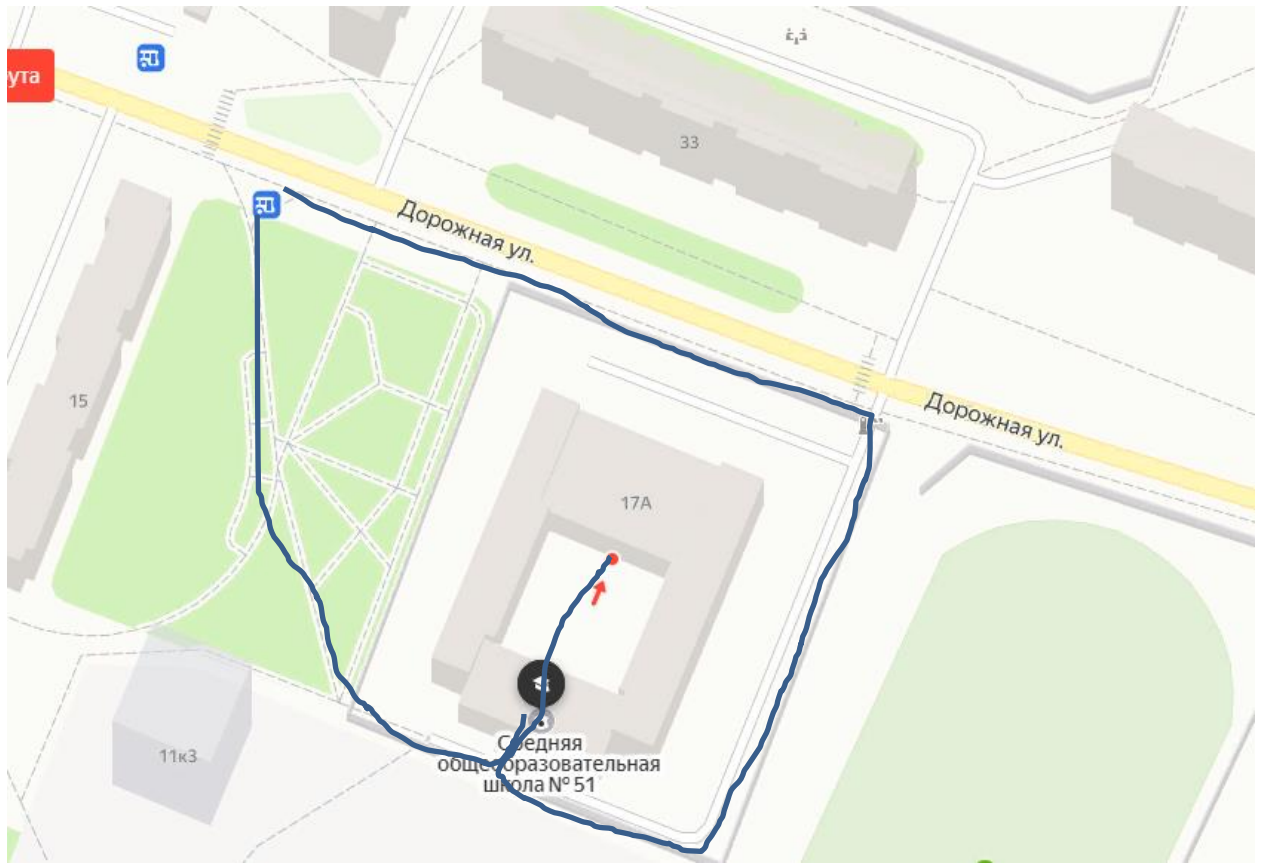 ута
33
Дорожная ул.
15
Дорожная ул.
17А
11к3
Средняя
общеобразовательная
школа № 51